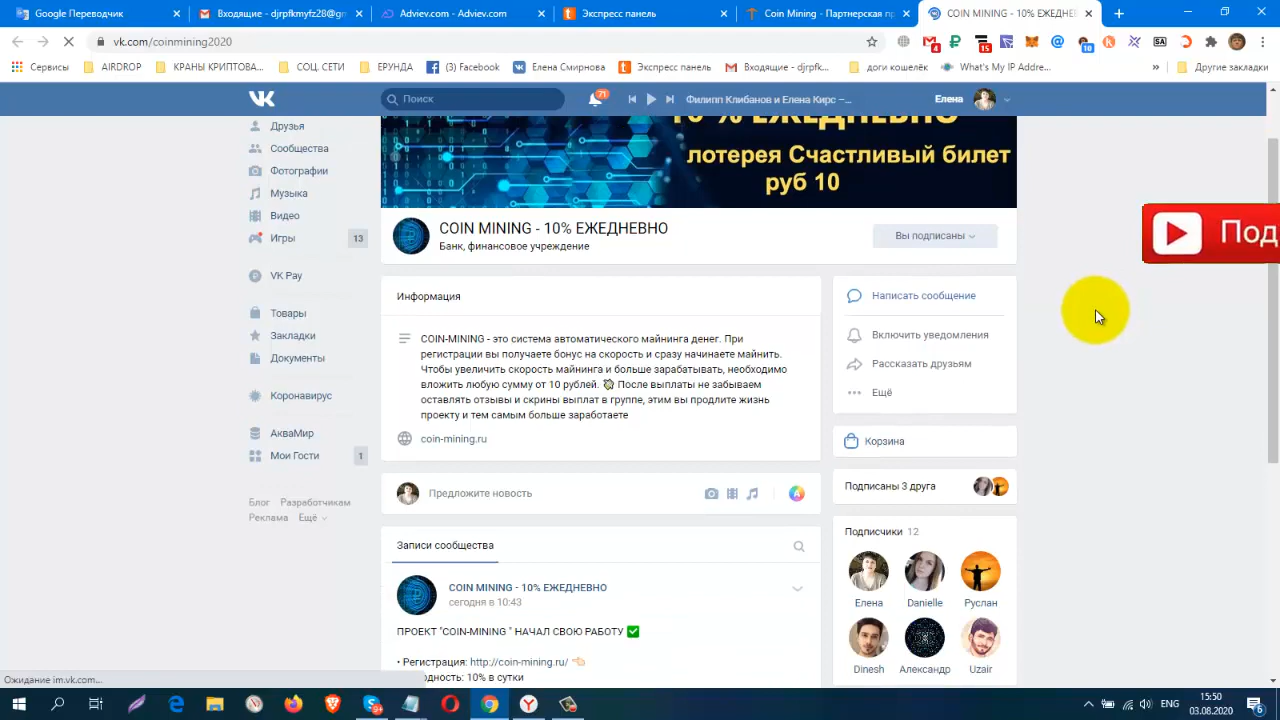 Google Переводчик
Входящие - djrpfkmyfz28@gm
Adviev.com - Adviev.com
Экспресс панель
Coin Mining - Партнерская пр
COIN MINING - 10% ЕЖЕДНЕ
vk.com/coinmining2020
Сервисы
AIRDROP
КРАНЫ КРИПТОВА...
СОЦ. СЕТИ
ЕРУНДА
(3) Facebook
Елена Смирнова
Экспресс панель
Входящие - djrpfk...
доги кошелёк
What's My IP Addre...
»
Другие закладки
Поиск
71
Филипп Клибанов и Елена Кирс –...
Елена
10 % ЕЖЕДНЕВНО
лотерея Счастливый билет
руб 10
Друзья
Сообщества
Фотографии
Музыка
Видео
Игры
13
VK Pay
Товары
Закладки
Документы
Коронавирус
АкваМир
Мои Гости
1
Блог Разработчикам
Реклама Ещё
COIN MINING - 10% ЕЖЕДНЕВНО
Банк, финансовое учреждение
Вы подписаны
Информация
COIN-MINING - это система автоматического майнинга денег. При
регистрации вы получаете бонус на скорость и сразу начинаете майнить.
Чтобы увеличить скорость майнинга и больше зарабатывать, необходимо
вложить любую сумму от 10 рублей. 💸 После выплаты не забываем
оставлять отзывы и скрины выплат в группе, этим вы продлите жизнь
проекту и тем самым больше заработаете
coin-mining.ru
Предложите новость
Записи сообщества
COIN MINING - 10% ЕЖЕДНЕВНО
сегодня в 10:43
ПРОЕКТ "COIN-MINING " НАЧАЛ СВОЮ РАБОТУ ✅
• Регистрация: http://coin-mining.ru/ 👈
одность: 10% в сутки
Написать сообщение
Включить уведомления
Рассказать друзьям
Ещё
Корзина
Подписаны 3 друга
Подписчики 12
Елена
Danielle
Руслан
Dinesh
Александр
Uzair
Под
Ожидание im.vk.com...
ENG
15:50
03.08.2020